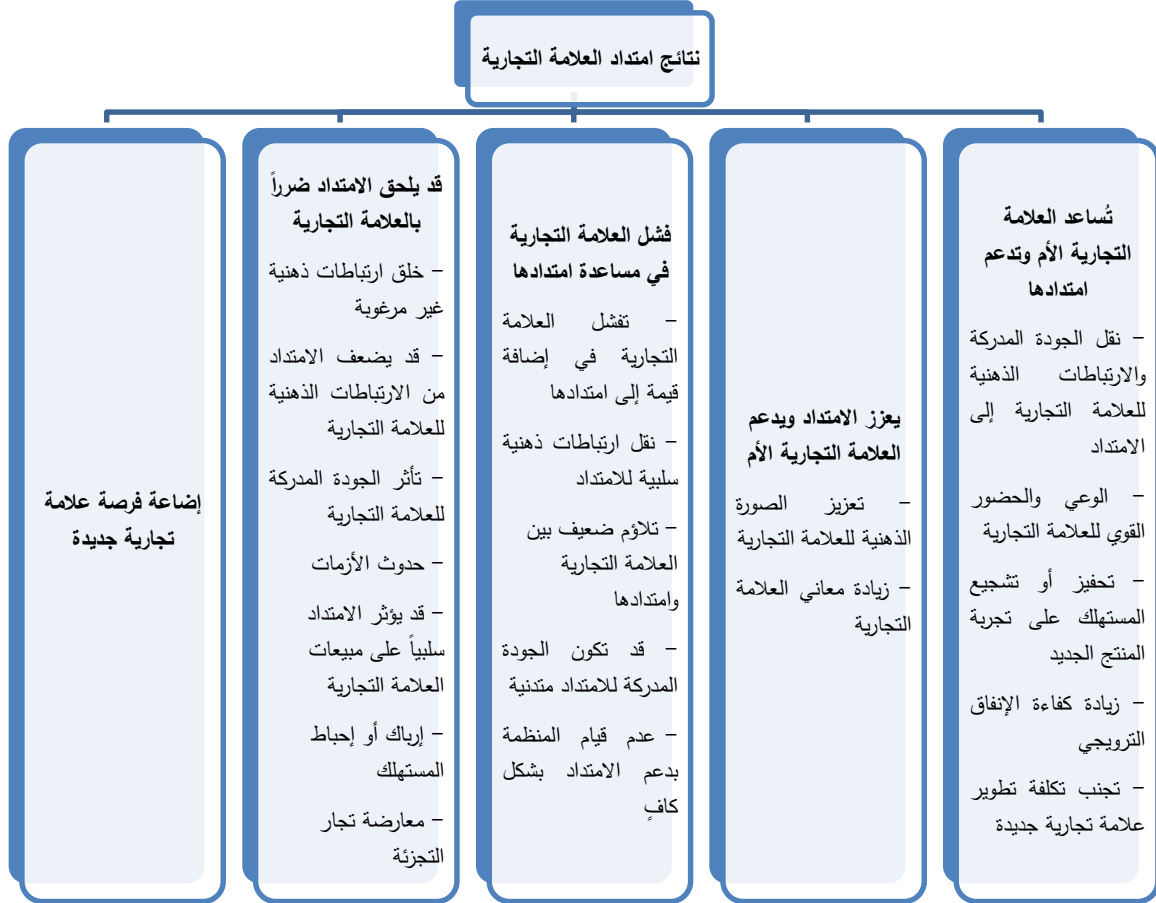 نتائج امتداد العلامة التجارية
تُساعد العلامة
التجارية الأم وتدعم
امتدادها
– نقل الجودة المدركة
والارتباطات الذهنية
للعلامة التجارية إلى
الامتداد
– الوعي والحضور
القوي للعلامة التجارية
– تحفيز أو تشجيع
المستهلك على تجربة
المنتج الجديد
– زيادة كفاءة الإنفاق
الترويجي
– تجنب تكلفة تطوير
علامة تجارية جديدة
يعزز الامتداد ويدعم
العلامة التجارية الأم
– تعزيز الصورة
الذهنية للعلامة التجارية
– زيادة معاني العلامة
التجارية
فشل العلامة التجارية
في مساعدة امتدادها
– تفشل العلامة
التجارية في إضافة
قيمة إلى امتدادها
– نقل ارتباطات ذهنية
سلبية للامتداد
– تلاؤم ضعيف بين
العلامة التجارية
وامتدادها
– قد تكون الجودة
المدركة للامتداد متدنية
– عدم قيام المنظمة
بدعم الامتداد بشكل
كافٍ
قد يلحق الامتداد ضرراً
بالعلامة التجارية
– خلق ارتباطات ذهنية
غير مرغوبة
– قد يضعف الامتداد
من الارتباطات الذهنية
للعلامة التجارية
– تأثر الجودة المدركة
للعلامة التجارية
– حدوث الأزمات
– قد يؤثر الامتداد
سلبياً على مبيعات
العلامة التجارية
– إرباك أو إحباط
المستهلك
– معارضة تجار
التجزئة
إضاعة فرصة علامة
تجارية جديدة